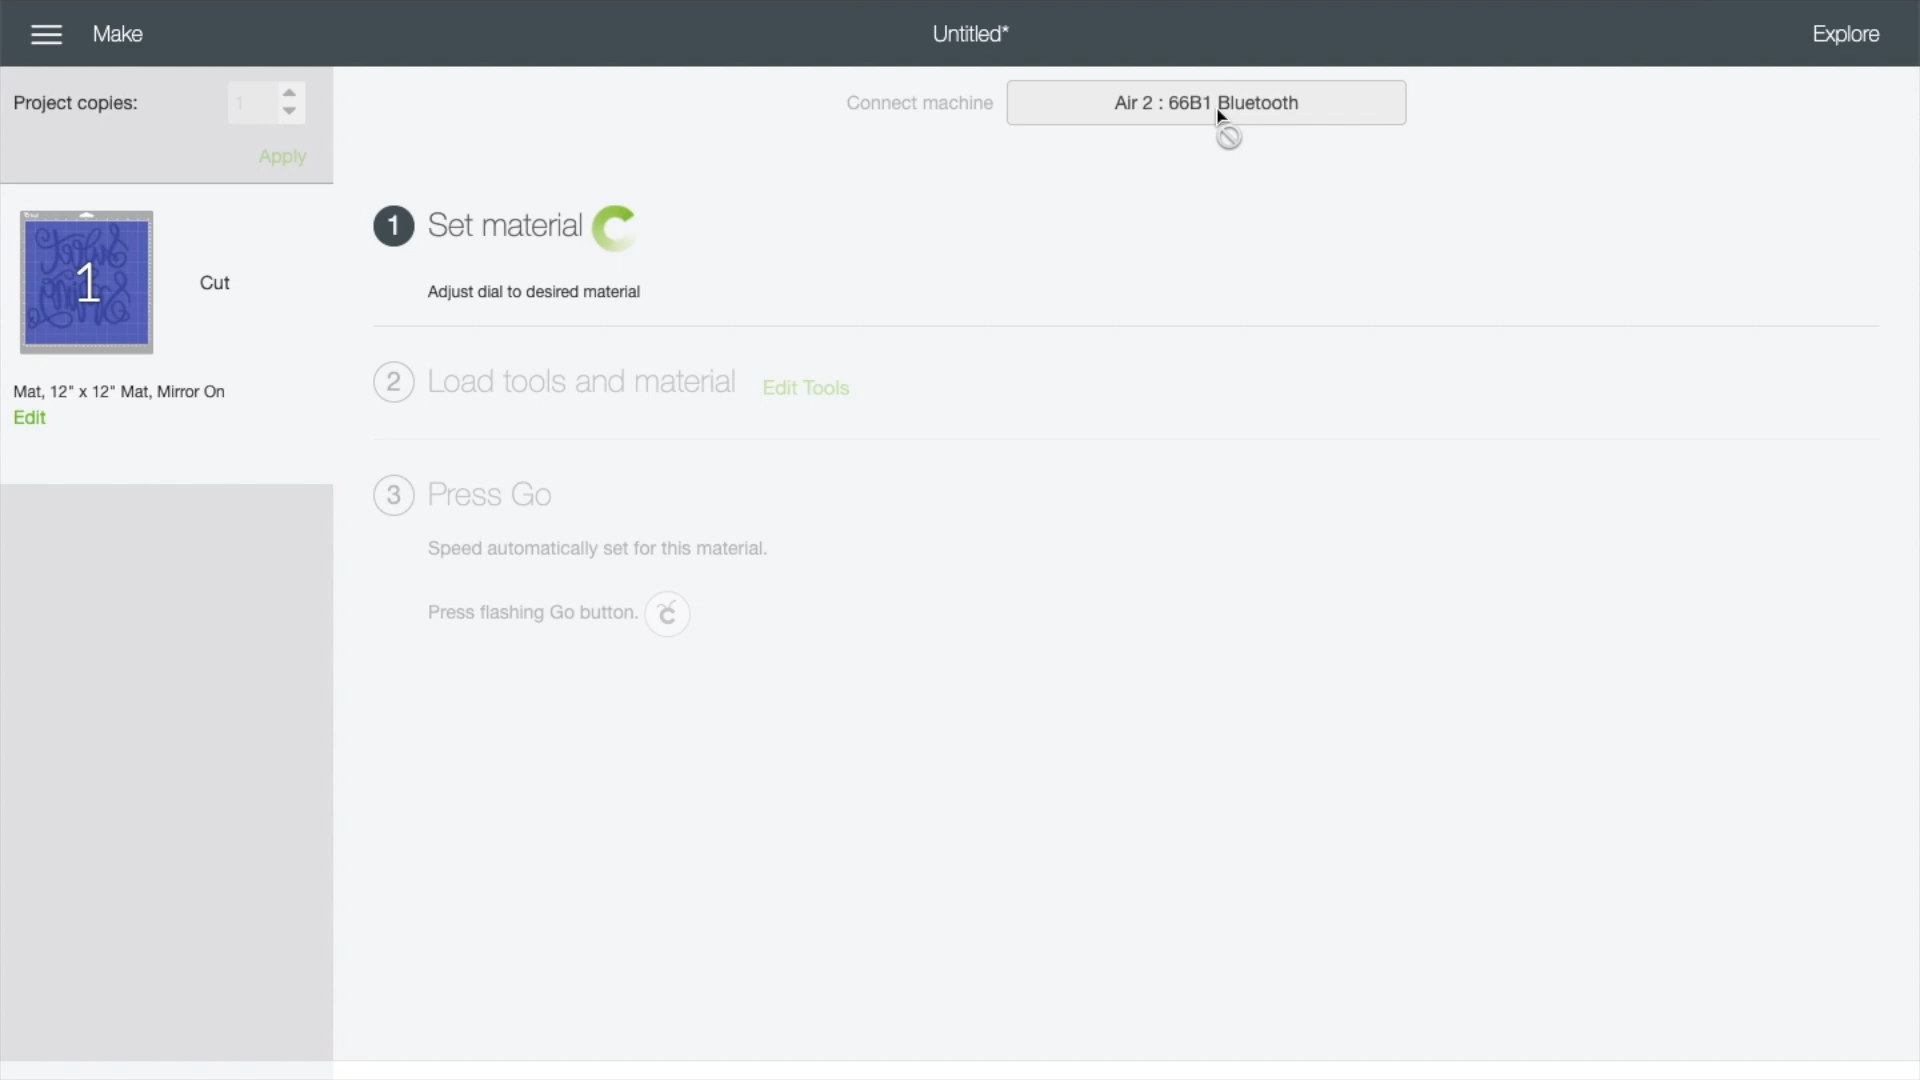 Make
Untitled*
Explore
Project copies:
1
Apply
Connect machine
Air 2 : 66B1 Bluetooth
1
Cut
Mat, 12" x 12" Mat, Mirror On
Edit
1 Set material
Adjust dial to desired material
2 Load tools and material Edit Tools
3 Press Go
Speed automatically set for this material.
Press flashing Go button.